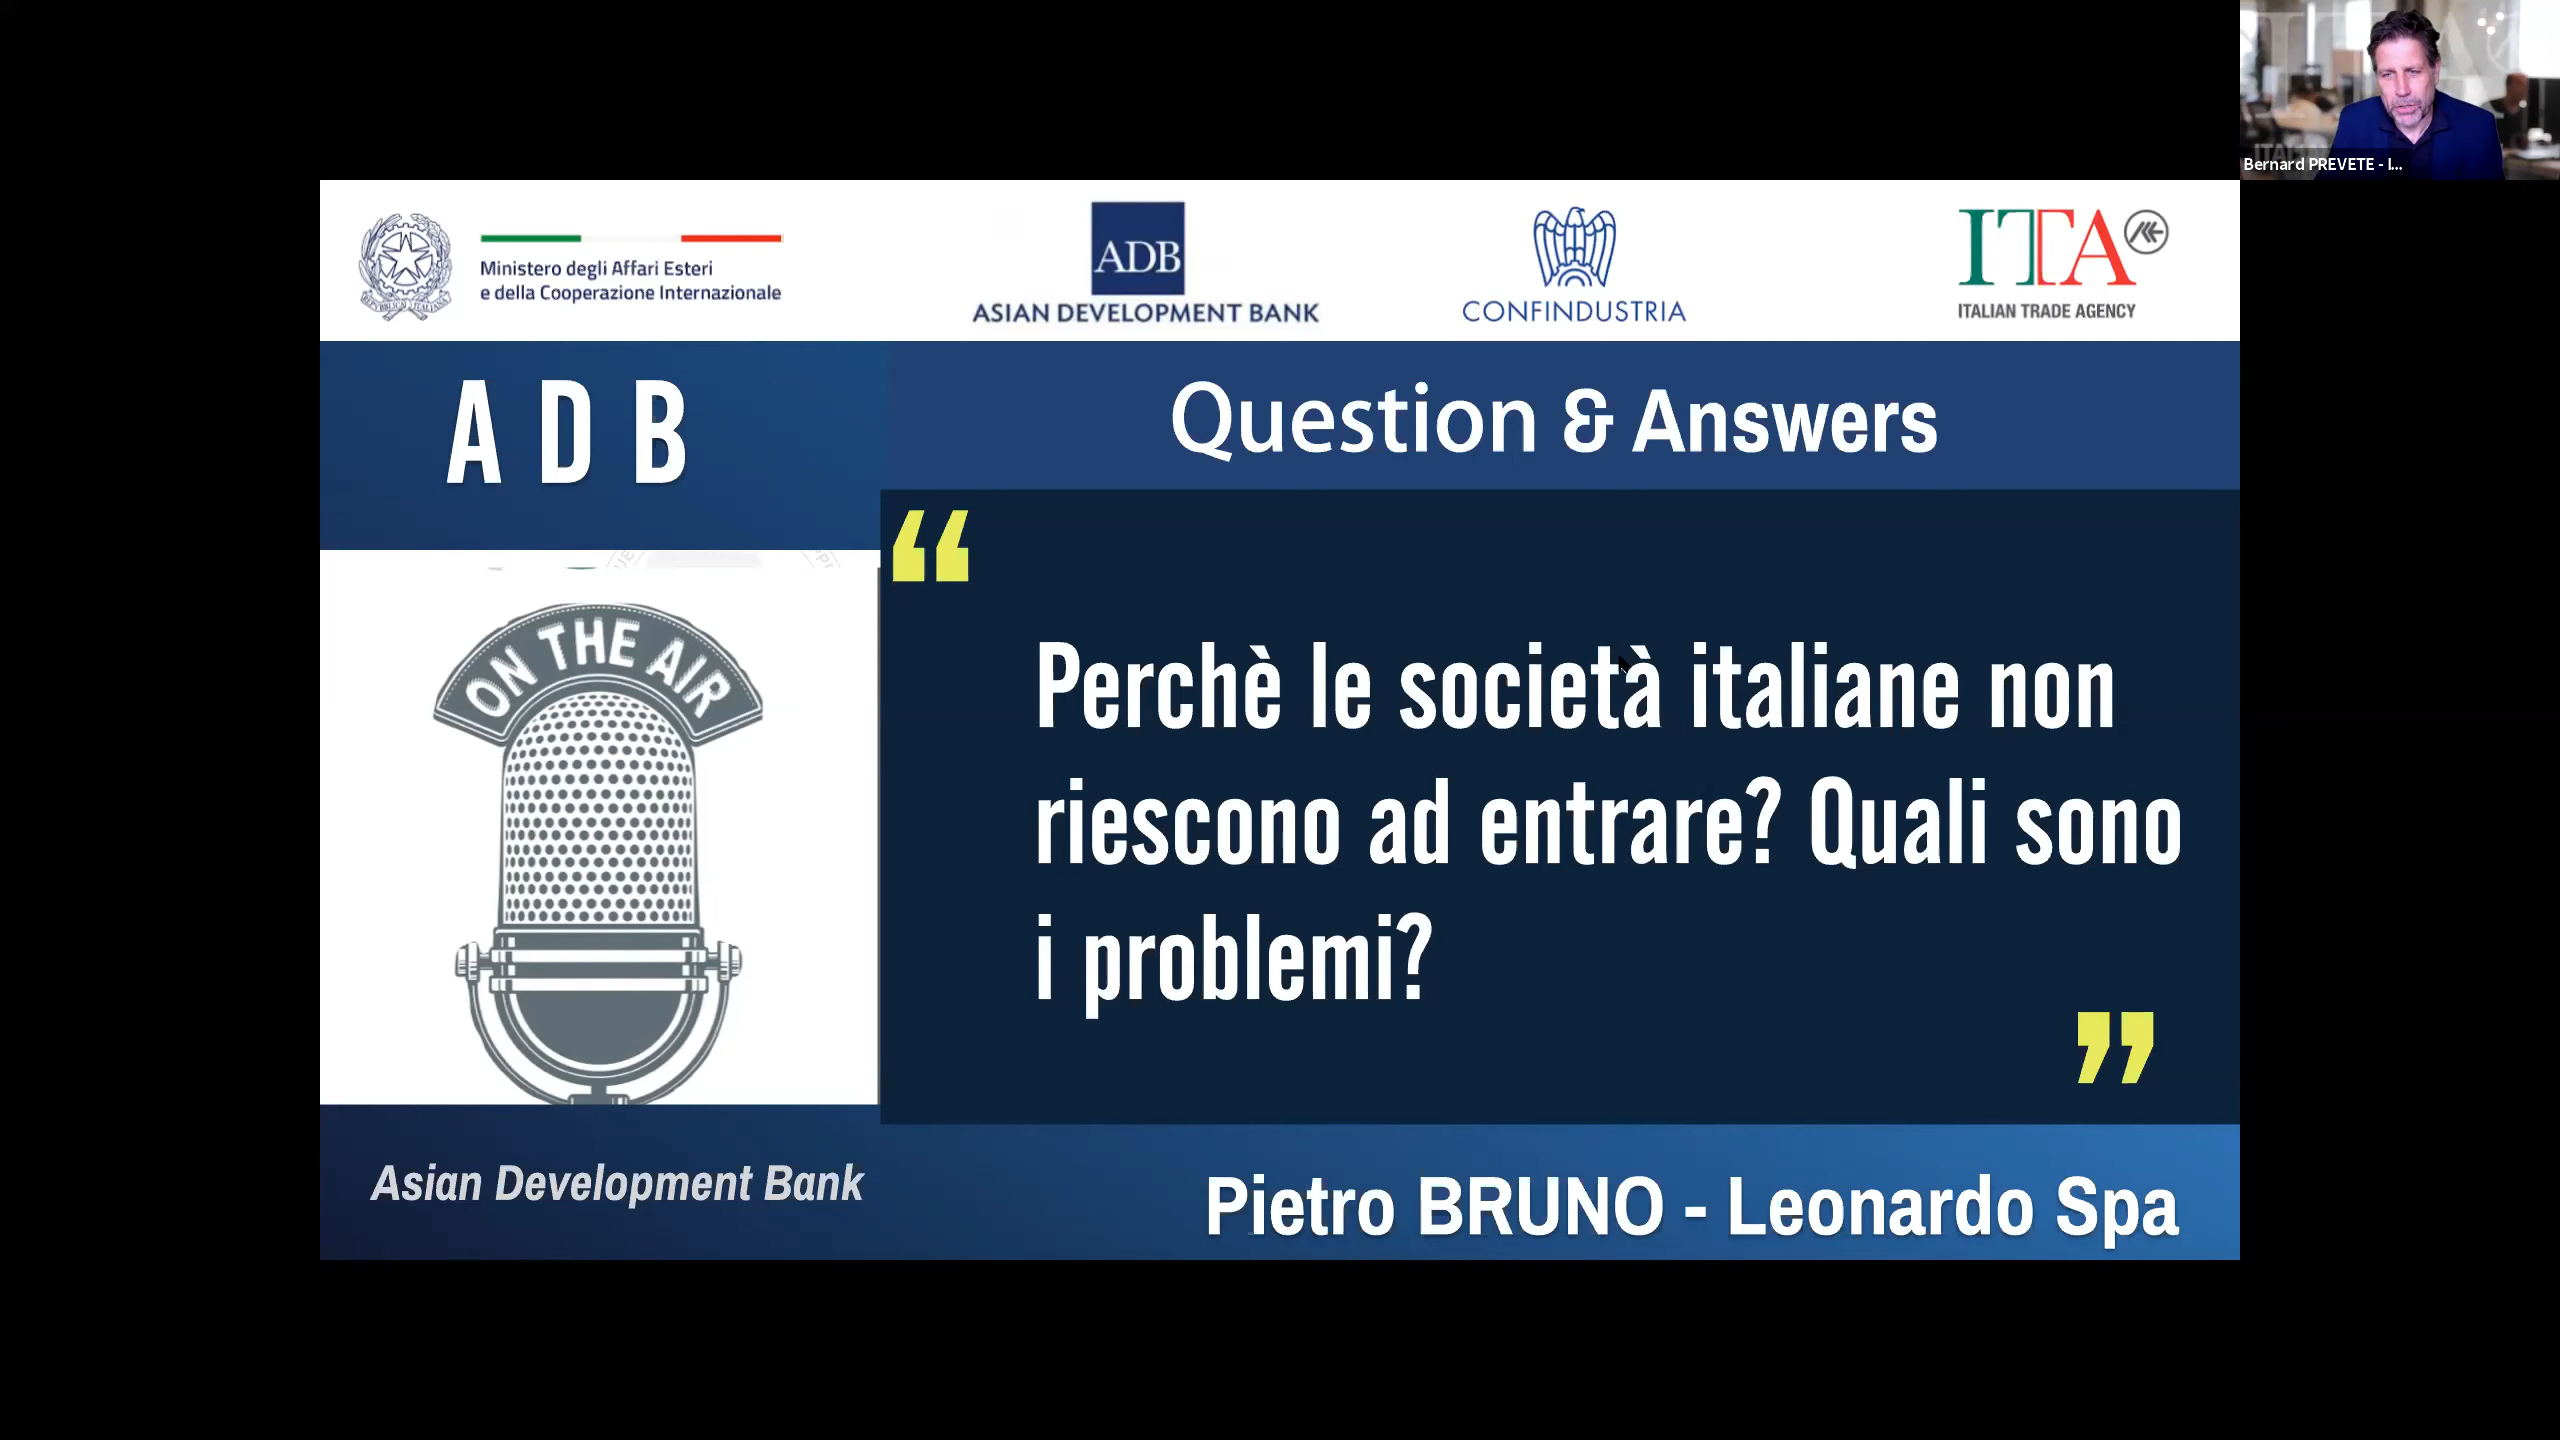 Bernard PREVETE - I...
Ministero degli Affari Esteri
e della Cooperazione Internazionale
ADB
ASIAN DEVELOPMENT BANK
CONFINDUSTRIA
ITA
ITALIAN TRADE AGENCY
A D B
Question & Answers
ON THE AIR
“
Perchè le società italiane non
riescono ad entrare? Quali sono
i problemi?
”
Asian Development Bank
Pietro BRUNO - Leonardo Spa